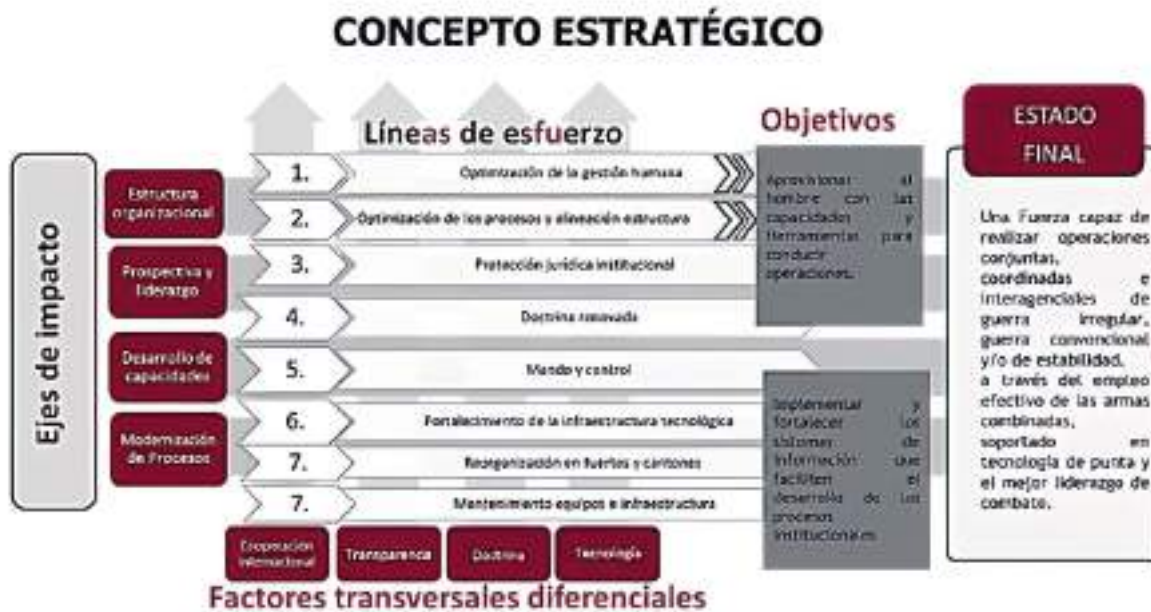 CONCEPTO ESTRATÉGICO
Líneas de esfuerzo
Objetivos
ESTADO
FINAL
Ejes de impacto
Estructura
organizacional
Prospectiva y
liderazgo
Desarrollo de
capacidades
Modernización
de Procesos
1.
Optimización de la gestión humana
2.
Optimización de los procesos y alineación estructura
3.
Protección jurídica institucional
4.
Doctrina renovada
5.
Mando y control
6.
Fortalecimiento de la infraestructura tecnológica
7.
Reorganización en fuertes y cantones
7.
Mantenimiento equipos e infraestructura
Aprovisionar al
hombre con las
capacidades y
Herramientas para
conducir
operaciones.
Implementar y
fortalecer los
sistemas de
información que
faciliten el
desarrollo de los
procesos
institucionales
Una Fuerza capaz de
realizar operaciones
conjuntas,
coordinadas e
interagenciales de
guerra irregular,
guerra convencional
y/o de estabilidad,
a través del empleo
efectivo de las armas
combinadas,
soportado en
tecnología de punta y
el mejor liderazgo de
combate.
Cooperación
internacional
Transparencia
Doctrina
Tecnología
Factores transversales diferenciales